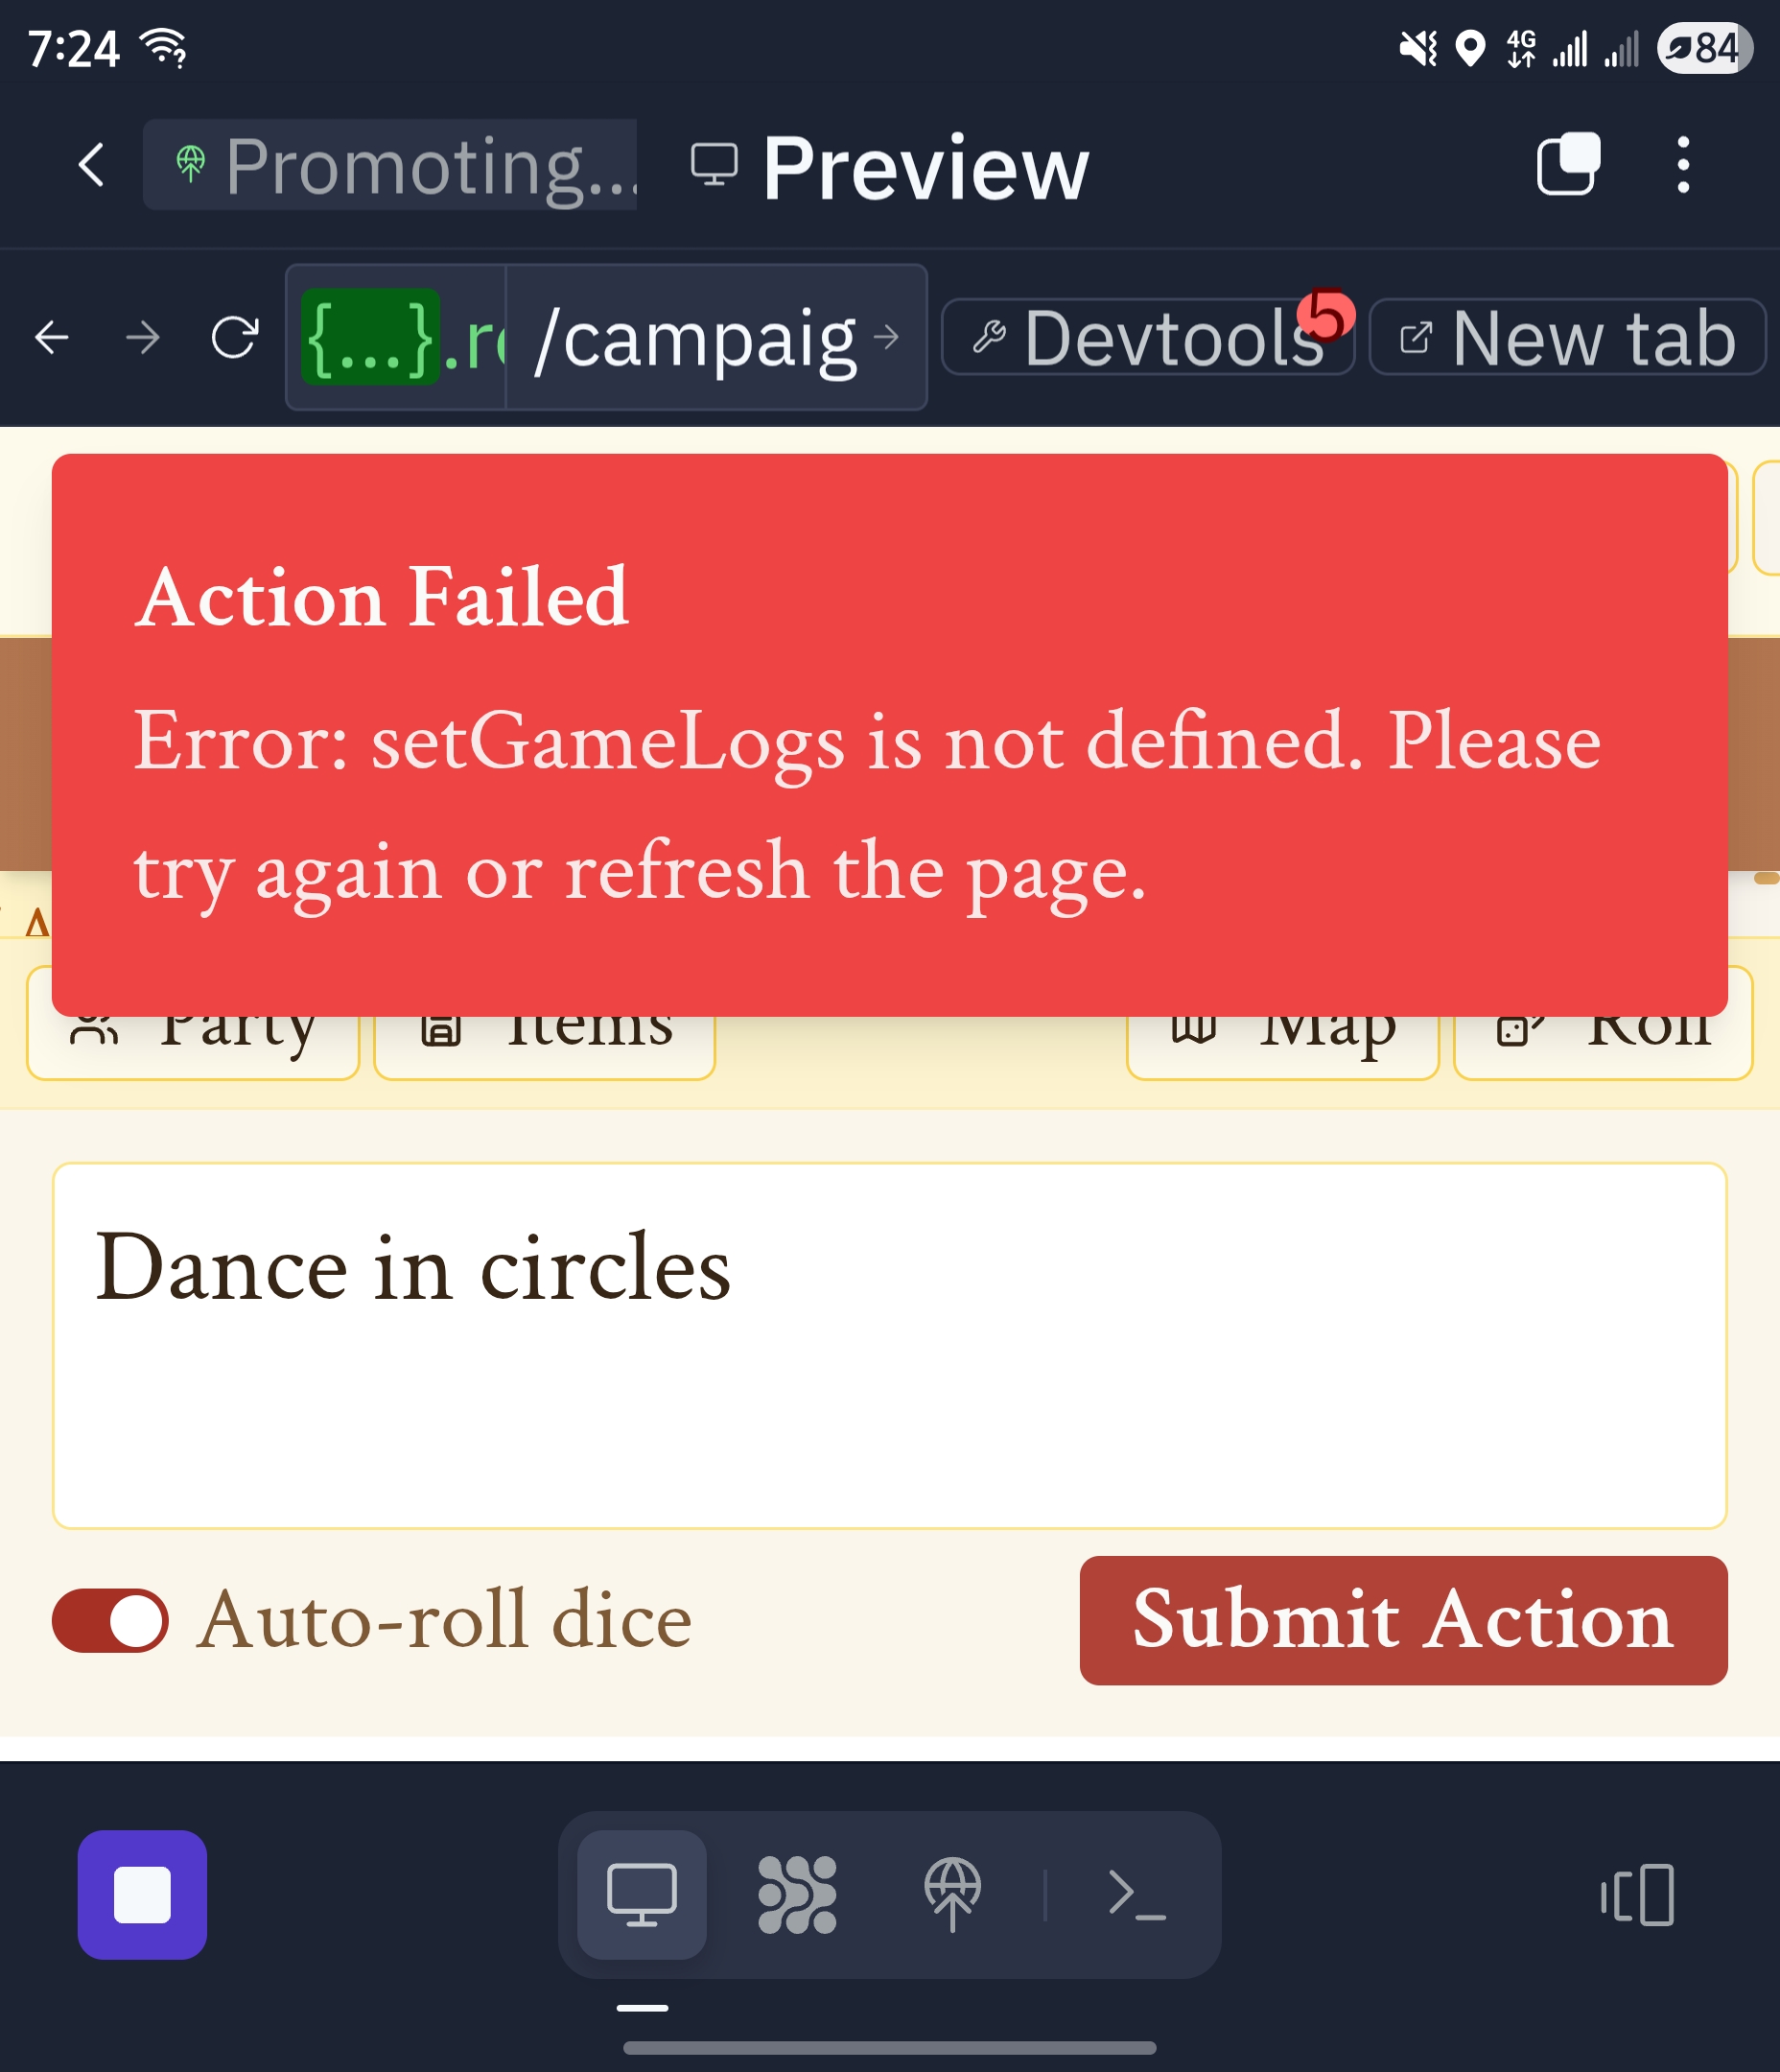 7:24
4G
84
Promoting...
Preview
{...}.re
/campaig
Devtools
5
New tab
Action Failed
Error: setGameLogs is not defined. Please
try again or refresh the page.
Party
Items
Map
Roll
Dance in circles
Auto-roll dice
Submit Action